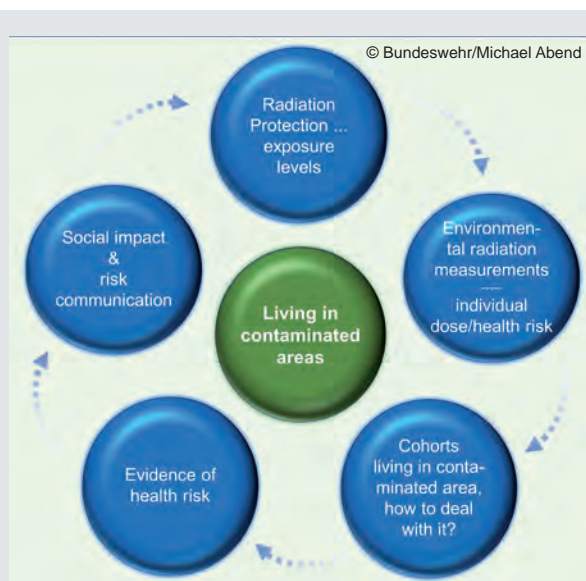 © Bundeswehr/Michael Abend
Radiation
Protection ...
exposure
levels
Environmen-
tal radiation
measurements
—
individual
dose/health risk
Cohorts
living in conta-
minated area,
how to deal
with it?
Evidence of
health risk
Social impact
&
risk
communication
Living in
contaminated
areas